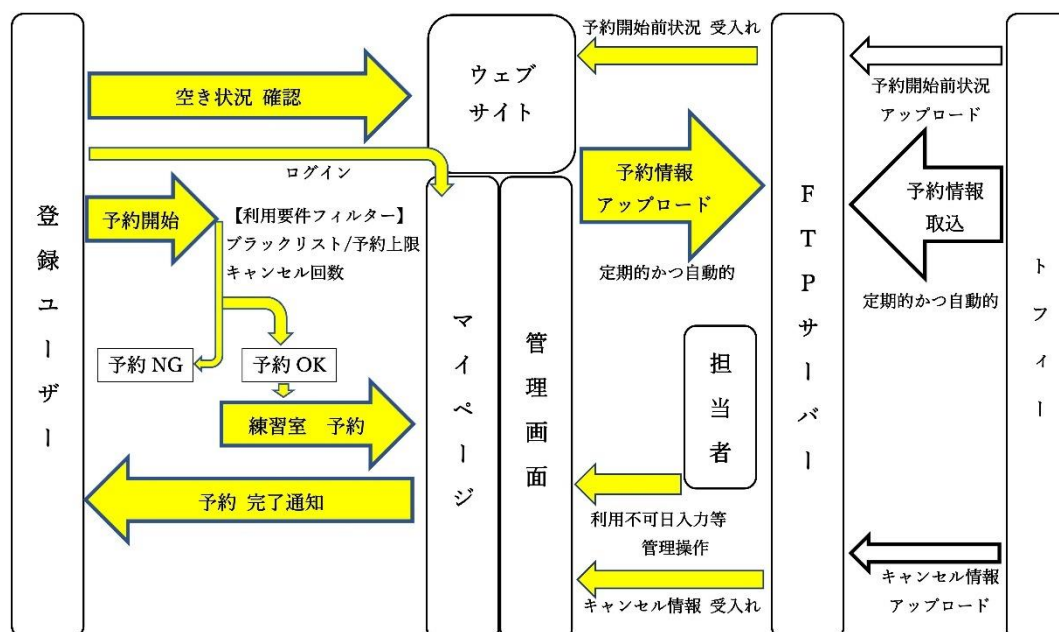 予約開始前状況 受入れ
ウェブ
サイト
空き状況 確認
予約開始前状況
アップロード
ログイン
予約情報
アップロード
予約情報
取込
登録ユーザー
予約開始
【利用要件フィルター】
ブラックリスト/予約上限
キャンセル回数
定期的かつ自動的
定期的かつ自動的
マイページ
管理画面
FTPサーバー
トフィー
担当者
予約 NG
予約 OK
練習室 予約
予約 完了通知
利用不可日入力等
管理操作
キャンセル情報 受入れ
キャンセル情報
アップロード